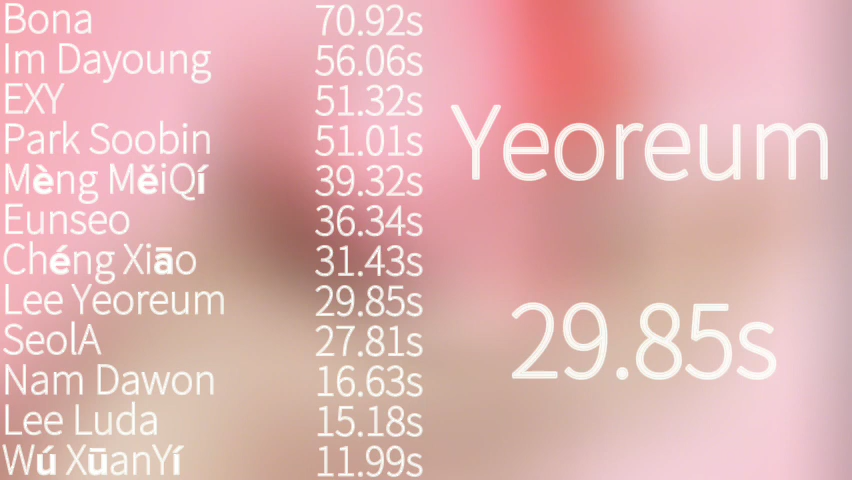 Bona 70.92s
Im Dayoung 56.06s
EXY 51.32s
Park Soobin 51.01s
Mèng MěiQí 39.32s
Eunseo 36.34s
Chéng Xiāo 31.43s
Lee Yeoreum 29.85s
SeolA 27.81s
Nam Dawon 16.63s
Lee Luda 15.18s
Wú XūanYí 11.99s
Yeoreum
29.85s